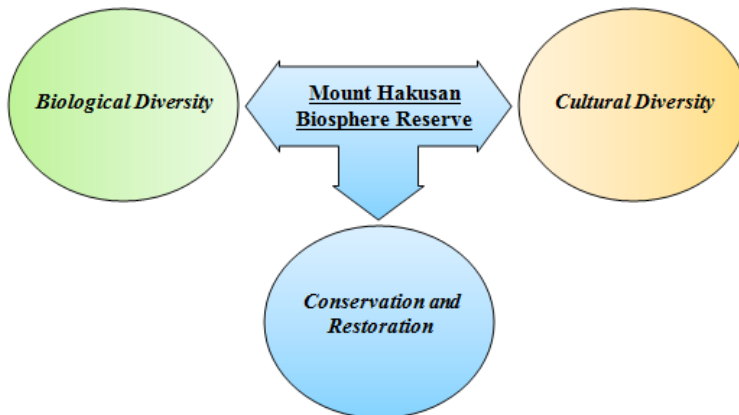 Biological Diversity
Mount Hakusan
Biosphere Reserve
Cultural Diversity
Conservation and
Restoration